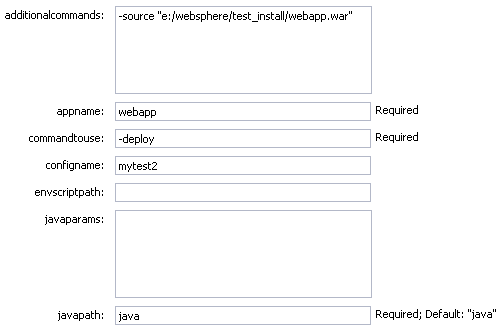 additionalcommands: -source "e:/websphere/test_install/webapp.war"
appname: webapp Required
commandtouse: -deploy Required
configname: mytest2
envscriptpath:
javaparams:
javapath: java Required; Default: "java"